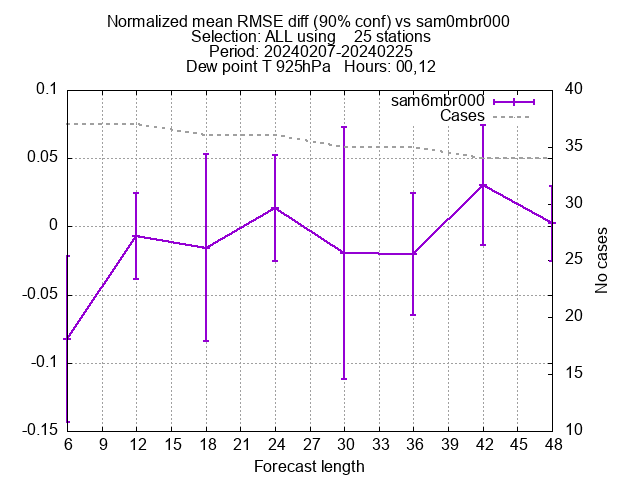 Normalized mean RMSE diff (90% conf) vs sam0mbr000
Selection: ALL using    25 stations
Period: 20240207-20240225
Dew point T 925hPa   Hours: 00,12
sam6mbr000
Cases
0.1
0.05
0
-0.05
-0.1
-0.15
40
35
30
25
20
15
10
No cases
6 9 12 15 18 21 24 27 30 33 36 39 42 45 48
Forecast length